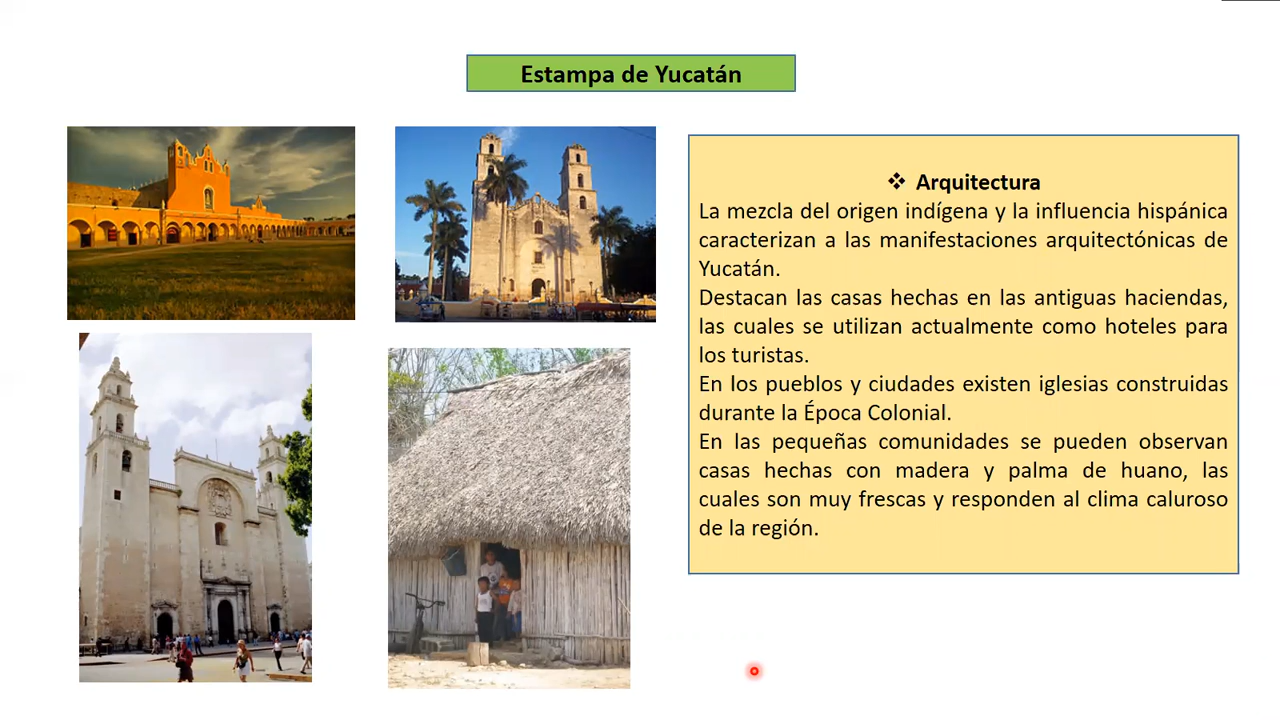 Estampa de Yucatán
❖ Arquitectura
La mezcla del origen indígena y la influencia hispánica
caracterizan a las manifestaciones arquitectónicas de
Yucatán.
Destacan las casas hechas en las antiguas haciendas,
las cuales se utilizan actualmente como hoteles para
los turistas.
En los pueblos y ciudades existen iglesias construidas
durante la Época Colonial.
En las pequeñas comunidades se pueden observan
casas hechas con madera y palma de huano, las
cuales son muy frescas y responden al clima caluroso
de la región.